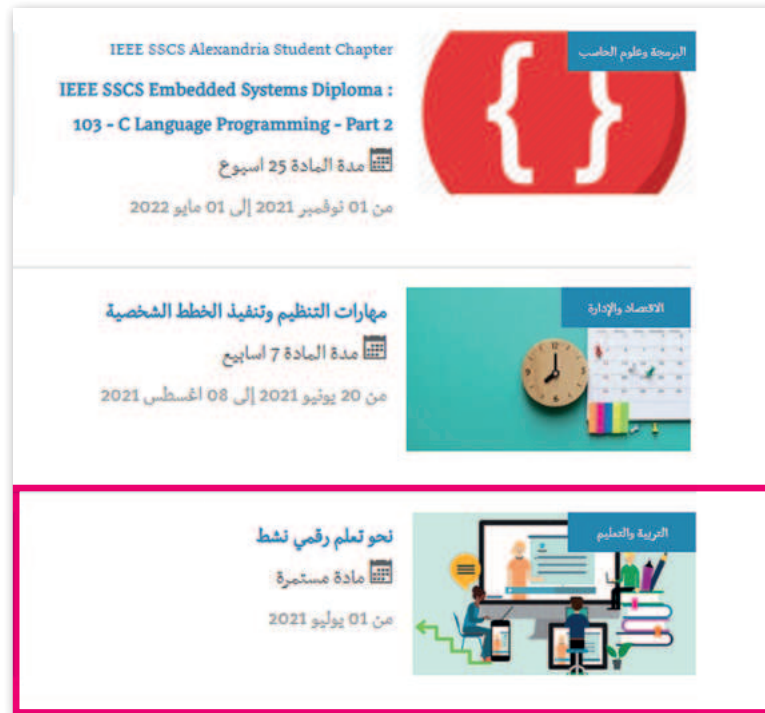 البرمجة وعلوم الحاسب
IEEE SSCS Alexandria Student Chapter
IEEE SSCS Embedded Systems Diploma :
103 - C Language Programming - Part 2
مدة المادة 25 اسبوع
من 01 نوفمبر 2021 إلى 01 مايو 2022
الاقتصاد والإدارة
مهارات التنظيم وتنفيذ الخطط الشخصية
مدة المادة 7 اسابيع
من 20 يونيو 2021 إلى 08 اغسطس 2021
التربية والتعليم
نحو تعلم رقمي نشط
مادة مستمرة
من 01 يوليو 2021